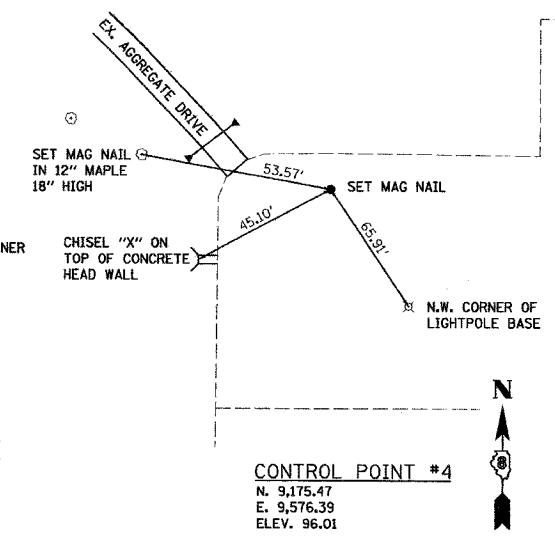 EX. AGGREGATE DRIVE
SET MAG NAIL
IN 12" MAPLE
18" HIGH
53.57'
SET MAG NAIL
45.10'
65.91'
NER
CHISEL "X" ON
TOP OF CONCRETE
HEAD WALL
N.W. CORNER OF
LIGHTPOLE BASE
N
8
CONTROL POINT #4
N. 9,175.47
E. 9,576.39
ELEV. 96.01